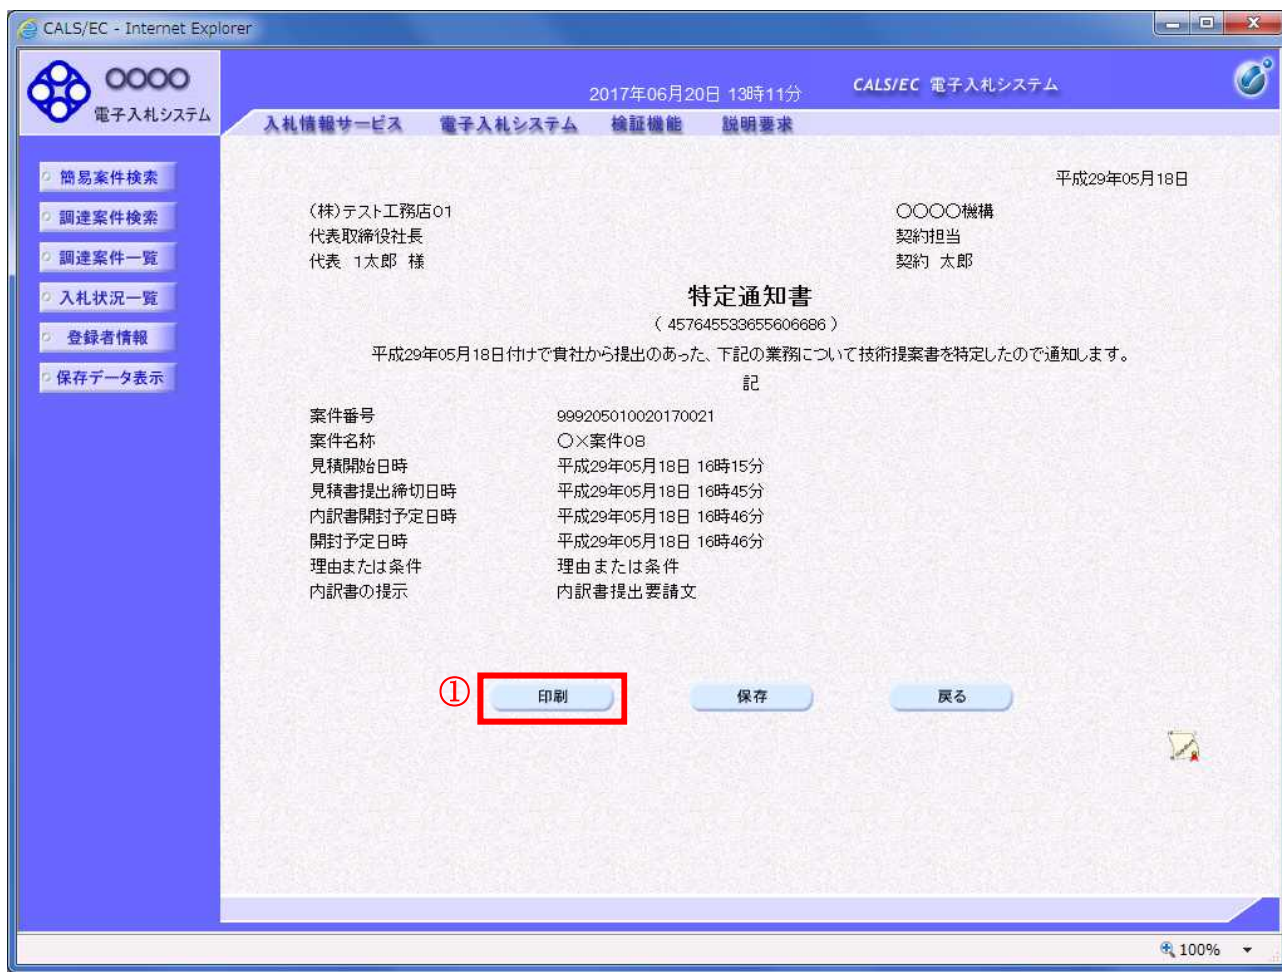 CALS/EC - Internet Explorer
○○○○
電子入札システム
2017年06月20日 13時11分
CALS/EC 電子入札システム
入札情報サービス 電子入札システム 検証機能 説明要求
簡易案件検索
調達案件検索
調達案件一覧
入札状況一覧
登録者情報
保存データ表示
平成29年05月18日
(株)テスト工務店01
代表取締役社長
代表 1太郎 様
○○○○機構
契約担当
契約 太郎
特定通知書
( 457645533655606686 )
平成29年05月18日付けで貴社から提出のあった、下記の業務について技術提案書を特定したので通知します。
記
案件番号 999205010020170021
案件名称 ○×案件08
見積開始日時 平成29年05月18日 16時15分
見積書提出締切日時 平成29年05月18日 16時45分
内訳書開封予定日時 平成29年05月18日 16時46分
開封予定日時 平成29年05月18日 16時46分
理由または条件 理由または条件
内訳書の提示 内訳書提出要請文
① 印刷 保存 戻る
100%